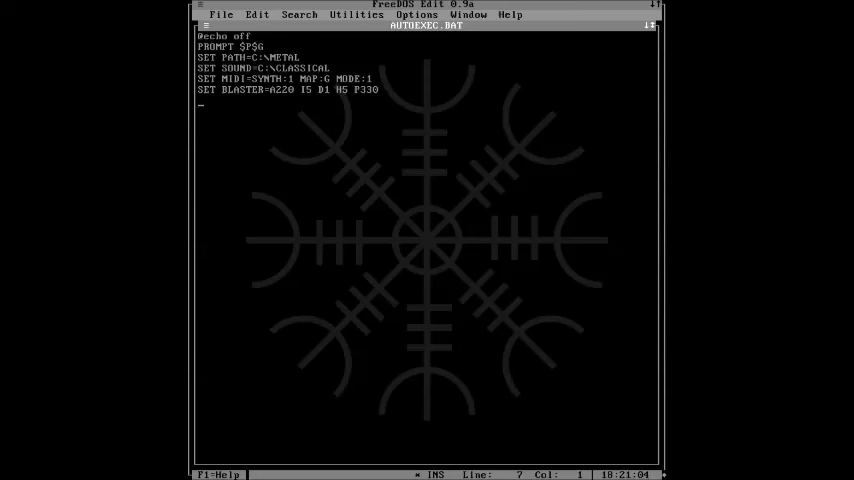 FreeDOS Edit 0.9a
File Edit Search Utilities Options Window Help
AUTOEXEC.BAT
@echo off
PROMPT $P$G
SET PATH=C:\METAL
SET SOUND=C:\CLASSICAL
SET MIDI=SYNTH:1 MAP:G MODE:1
SET BLASTER=A220 I5 D1 H5 P330
F1=Help * INS Line: 7 Col: 1 18:21:04